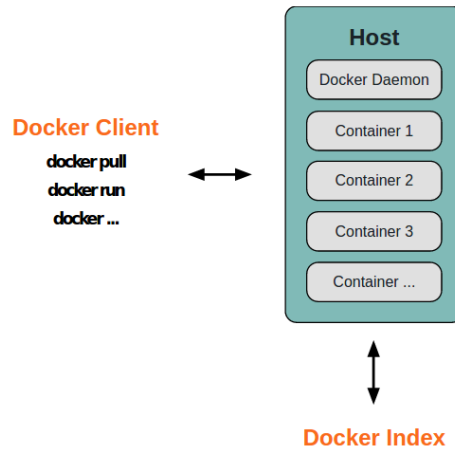 Host
Docker Daemon
Docker Client
Container 1
docker pull
docker run
Container 2
docker ...
Container 3
Container ...
Docker Index